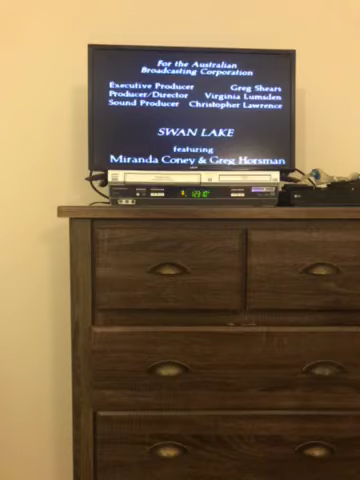 For the Australian
Broadcasting Corporation
Executive Producer Greg Shears
Producer/Director Virginia Lumsden
Sound Producer Christopher Lawrence
SWAN LAKE
featuring
Miranda Coney & Greg Horsman